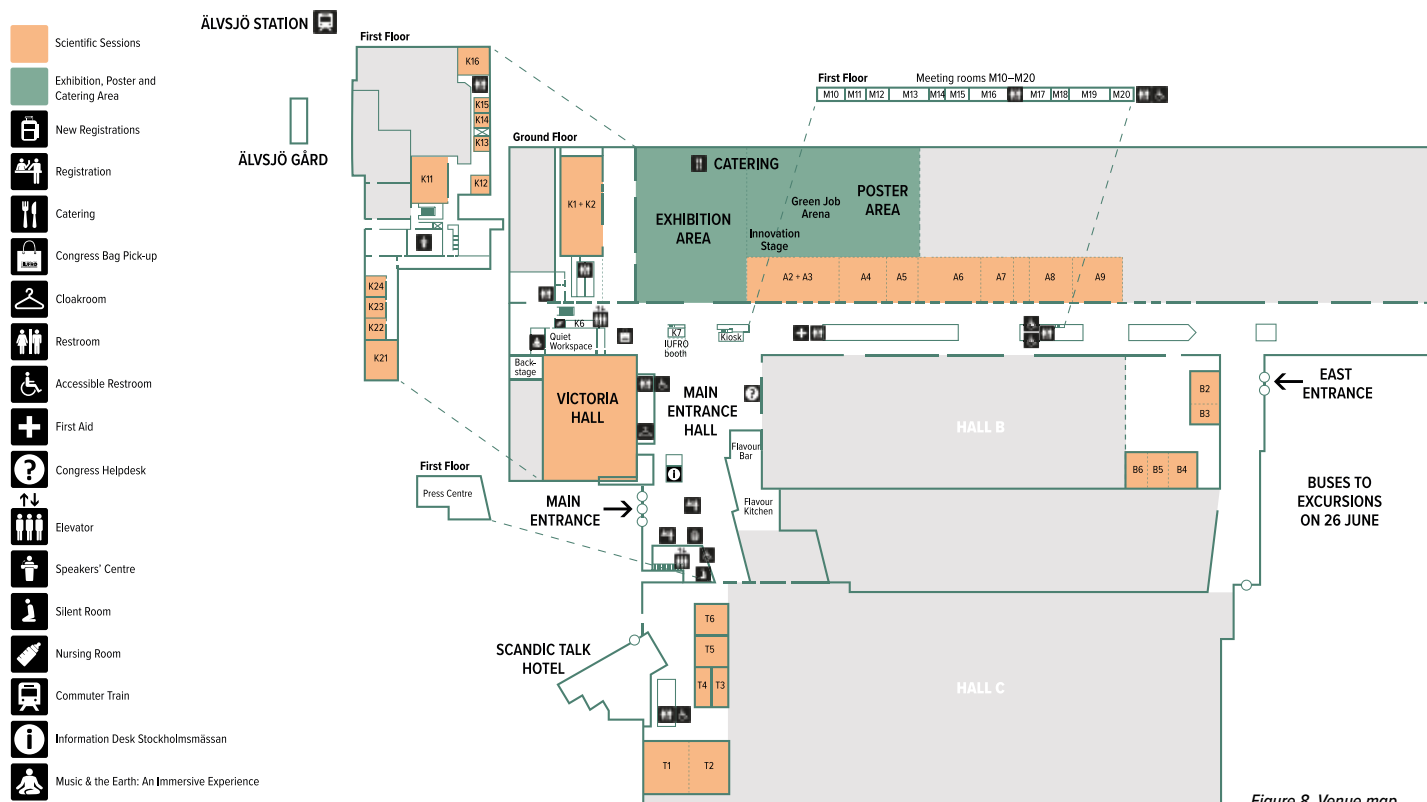 Scientific Sessions
Exhibition, Poster and
Catering Area
New Registrations
Registration
Catering
Congress Bag Pick-up
Cloakroom
Restroom
Accessible Restroom
First Aid
Congress Helpdesk
Elevator
Speakers' Centre
Silent Room
Nursing Room
Commuter Train
Information Desk Stockholmsmässan
Music & the Earth: An Immersive Experience
ÄLVSJÖ STATION
ÄLVSJÖ GÅRD
First Floor
K16
K15
K14
K13
K11
K12
K24
K23
K22
K21
First Floor
Press Centre
Ground Floor
K1 + K2
K6
Quiet
Workspace
Back-
stage
VICTORIA
HALL
CATERING
EXHIBITION
AREA
Green Job
Arena
POSTER
AREA
Innovation
Stage
A2 + A3
A4
A5
A6
A7
A8
A9
First Floor
Meeting rooms M10–M20
M10
M11
M12
M13
M14
M15
M16
M17
M18
M19
M20
K7
IUFRO
booth
Kiosk
MAIN
ENTRANCE
HALL
Flavour
Bar
Flavour
Kitchen
MAIN
ENTRANCE
HALL B
B2
B3
B6
B5
B4
EAST
ENTRANCE
BUSES TO
EXCURSIONS
ON 26 JUNE
SCANDIC TALK
HOTEL
T6
T5
T4
T3
T1
T2
HALL C
Figure 8. Venue map